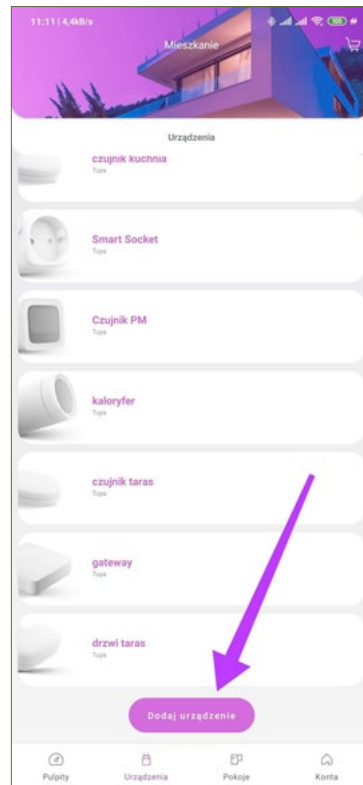 11:11 | 4,4kB/s
100
Mieszkanie
Urządzenia
czujnik kuchnia
Tuya
Smart Socket
Tuya
Czujnik PM
Tuya
kaloryfer
Tuya
czujnik taras
Tuya
gateway
Tuya
drzwi taras
Tuya
Dodaj urządzenie
Pulpity
Urządzenia
Pokoje
Konta